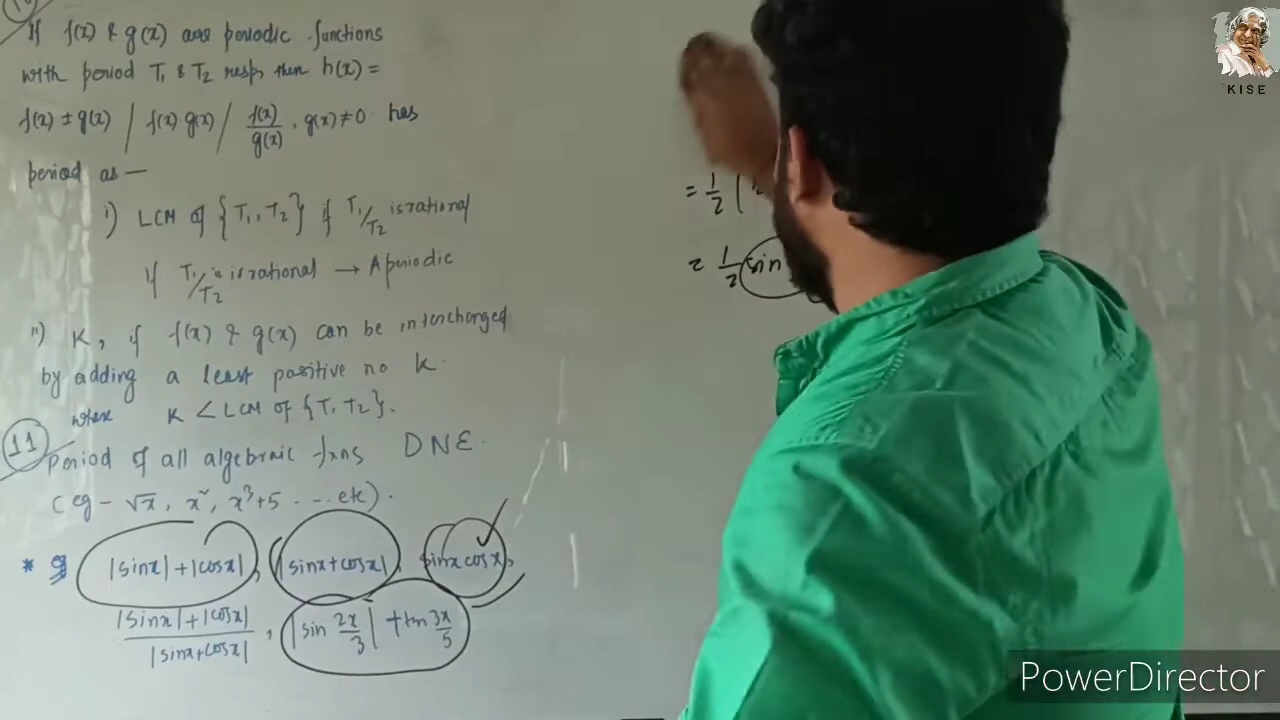 If f(x) & g(x) are periodic functions
with period T₁ & T₂ resp, then h(x) =
f(x) ± g(x) / f(x)·g(x) / f(x)/g(x), g(x) ≠ 0 has
period as —
i) LCM of {T₁, T₂} if T₁/T₂ is rational
if T₁/T₂ is irrational → Aperiodic
ii) K, if f(x) & g(x) can be interchanged
by adding a least positive no k.
where K < LCM of {T₁, T₂}.
11
Period of all algebraic fxns DNE.
(eg - √x, x², x³+5 ... etc).
* g |sinx| + |cosx|, |sinx + cosx|, sinx cosx,
|sinx| + |cosx| / |sinx + cosx|, |sin 2x/3| + tan 3x/5
= 1/2 (
= 1/2 sin
KISE
PowerDirector